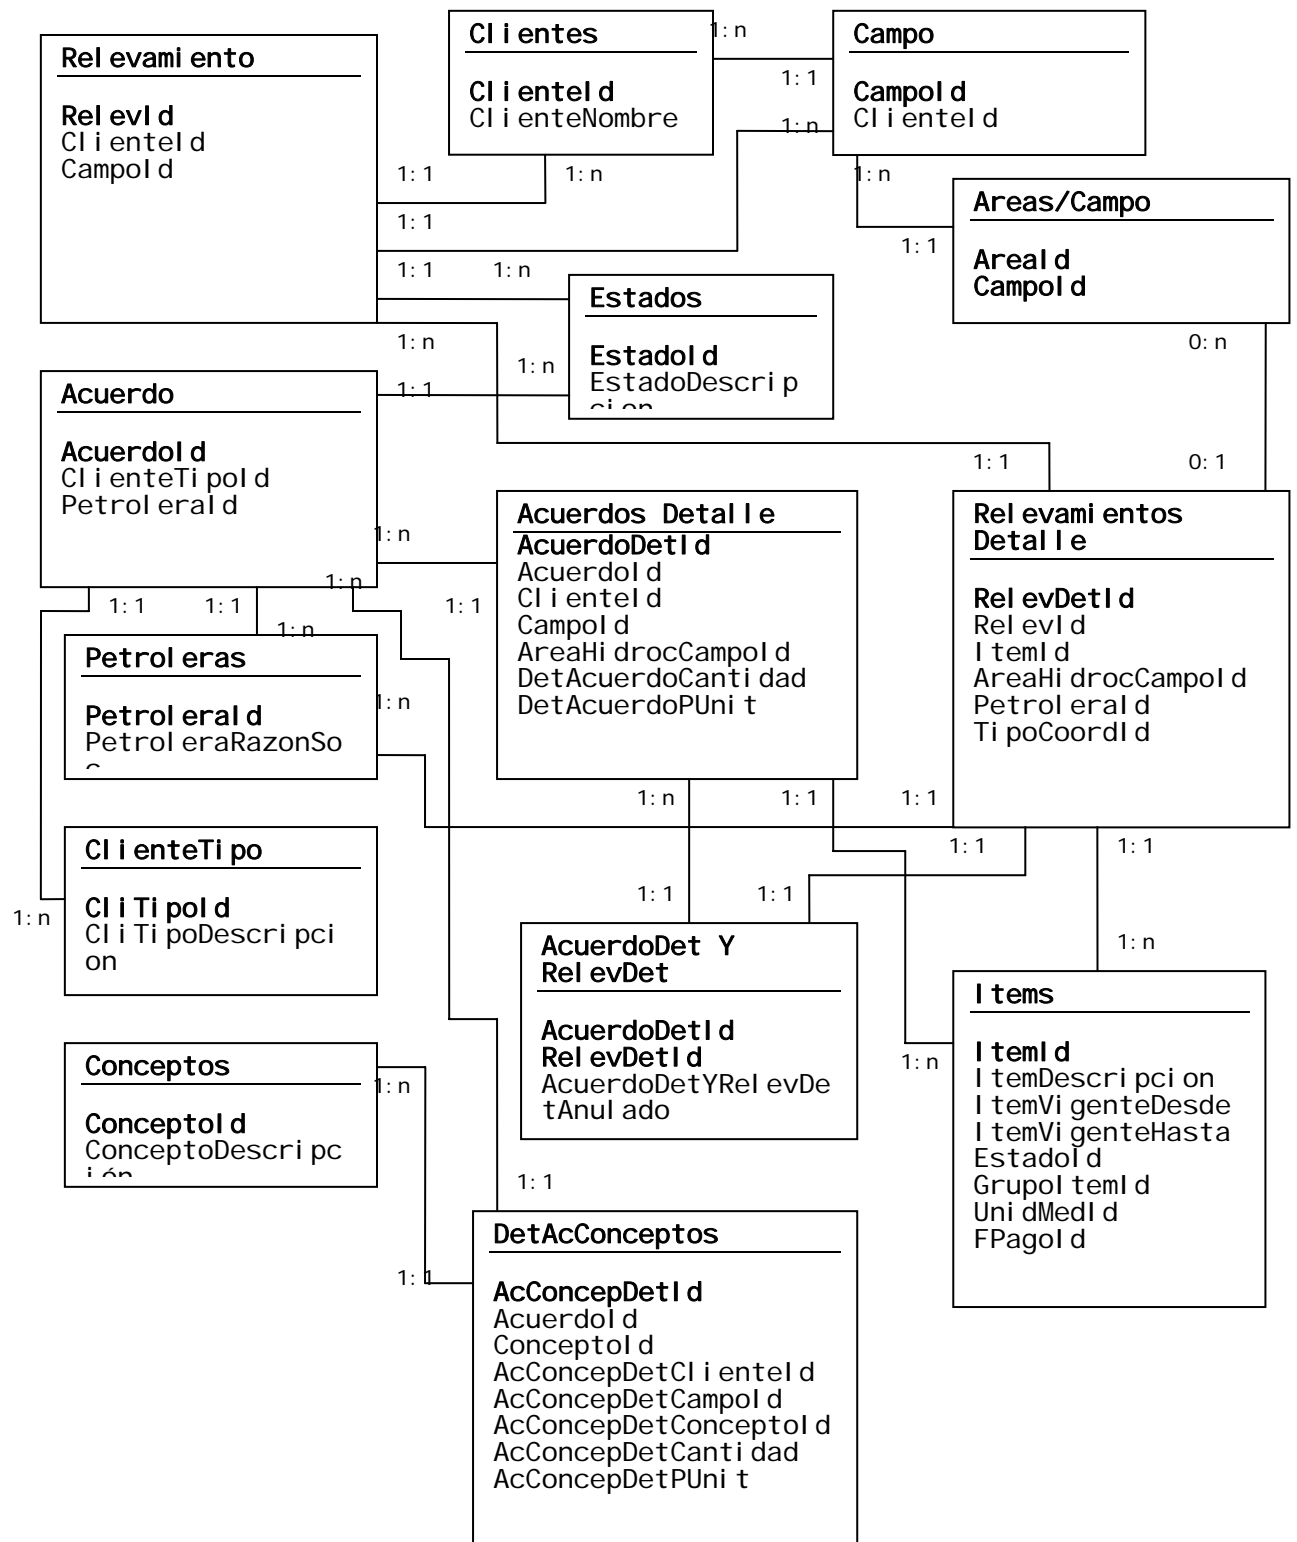 Clientes
ClienteId
ClienteNombre
1:n
1:1
Campo
CampoId
ClienteId
Relevamiento
RelevId
ClienteId
CampoId
1:n
1:1
1:n
1:n
1:1
Areas/Campo
AreaId
CampoId
1:1
1:1
1:n
Estados
EstadoId
EstadoDescrip
cion
1:n
1:n
1:1
0:n
Acuerdo
AcuerdoId
ClienteTipoId
PetroleraId
1:1
0:1
Acuerdos Detalle
AcuerdoDetId
AcuerdoId
ClienteId
CampoId
AreaHidrocCampoId
DetAcuerdoCantidad
DetAcuerdoPUnit
Relevamientos
Detalle
RelevDetId
RelevId
ItemId
AreaHidrocCampoId
PetroleraId
TipoCoordId
1:n
1:n
1:1
1:1
1:1
1:n
Petroleras
PetroleraId
PetroleraRazonSo
1:n
1:n
1:1
1:1
1:1
1:1
ClienteTipo
CliTipoId
CliTipoDescripci
on
1:n
1:1
1:1
1:n
AcuerdoDet Y
RelevDet
AcuerdoDetId
RelevDetId
AcuerdoDetYRelevDe
tAnulado
Items
ItemId
ItemDescripcion
ItemVigenteDesde
ItemVigenteHasta
EstadoId
GrupoItemId
UnidMedId
FPagoId
1:n
Conceptos
ConceptoId
ConceptoDescripc
ión
1:n
1:1
1:1
DetAcConceptos
AcConcepDetId
AcuerdoId
ConceptoId
AcConcepDetClienteId
AcConcepDetCampoId
AcConcepDetConceptoId
AcConcepDetCantidad
AcConcepDetPUnit